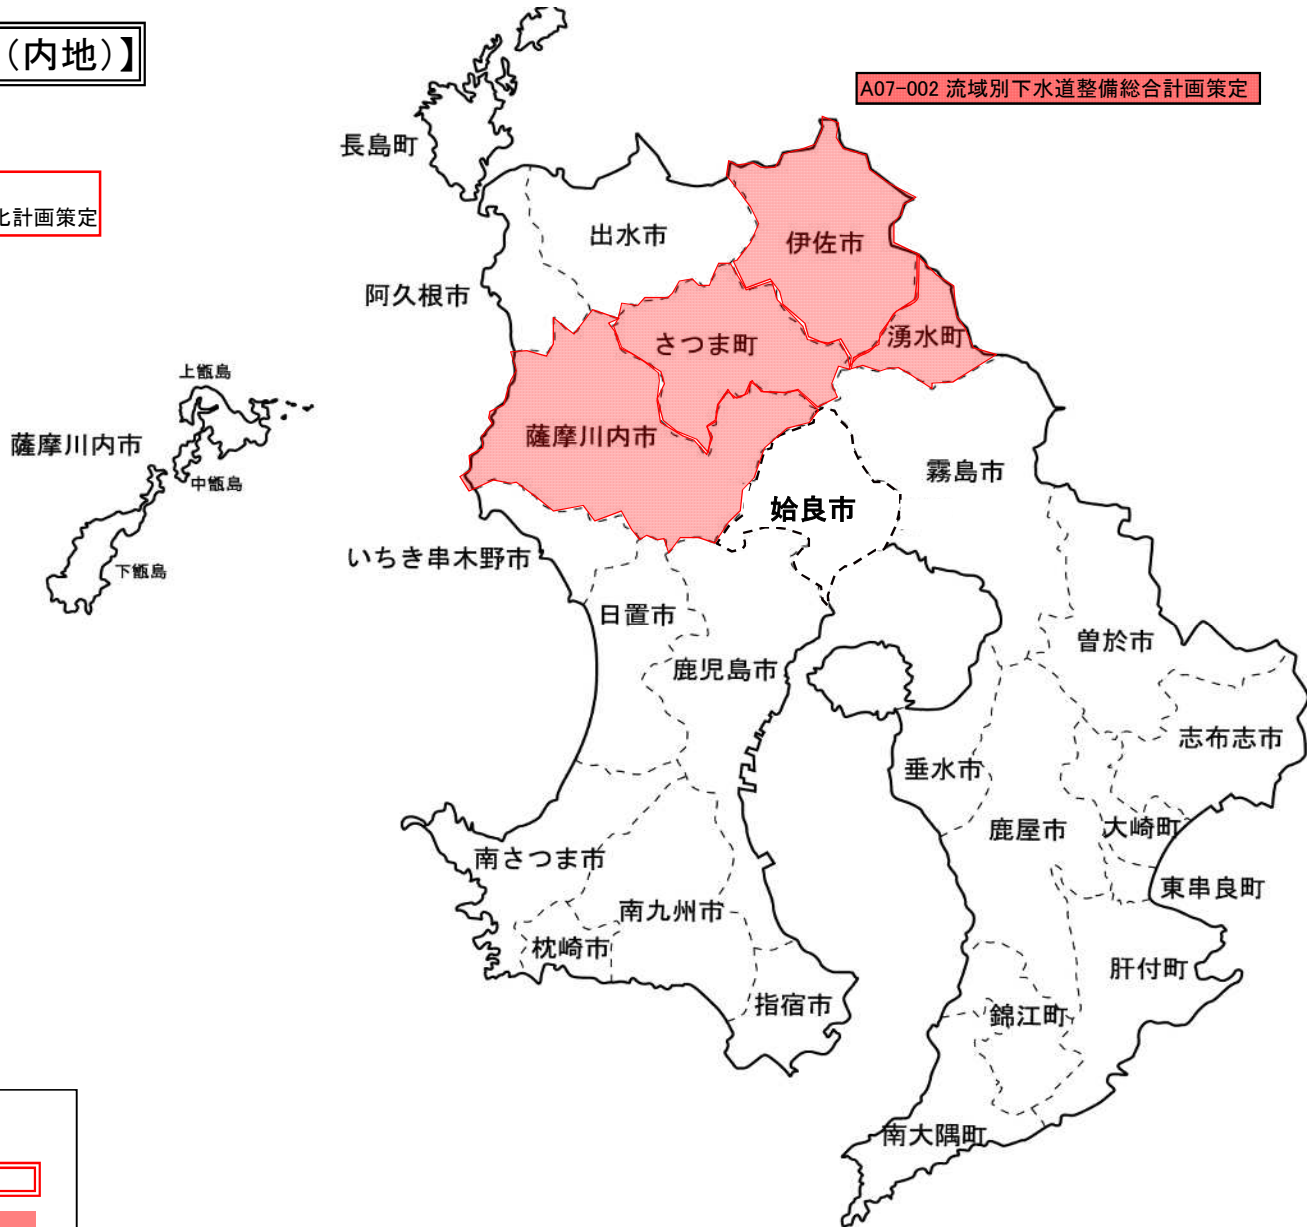 （内地）】
A07-002 流域別下水道整備総合計画策定
長島町
化計画策定
出水市
伊佐市
阿久根市
湧水町
さつま町
上甑島
薩摩川内市
薩摩川内市
霧島市
中甑島
姶良市
いちき串木野市
下甑島
日置市
曽於市
鹿児島市
志布志市
垂水市
鹿屋市
大崎町
南さつま市
東串良町
南九州市
枕崎市
肝付町
指宿市
錦江町
南大隅町